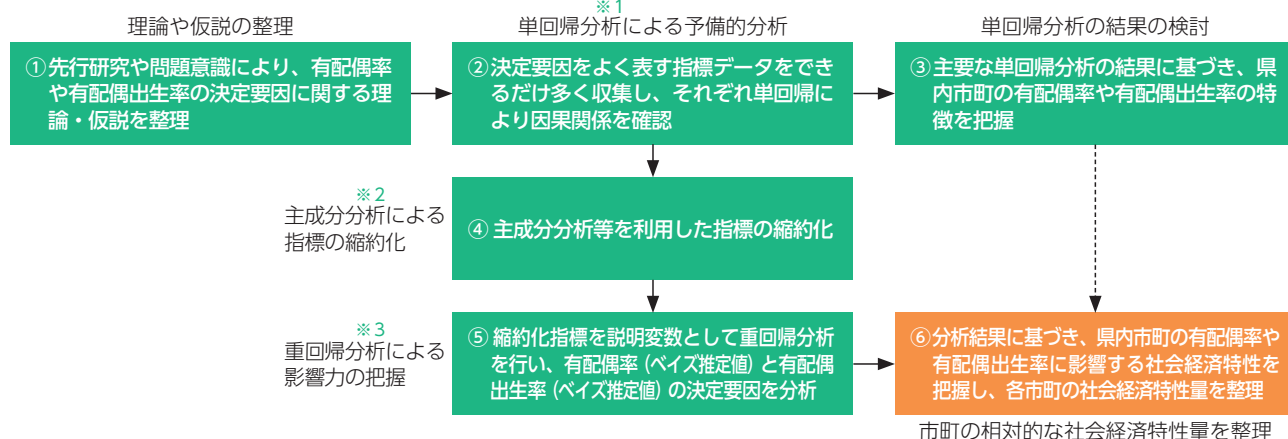 理論や仮説の整理
①先行研究や問題意識により、有配偶率
や有配偶出生率の決定要因に関する理
論・仮説を整理
※1
単回帰分析による予備的分析
②決定要因をよく表す指標データをでき
るだけ多く収集し、それぞれ単回帰に
より因果関係を確認
単回帰分析の結果の検討
③主要な単回帰分析の結果に基づき、県
内市町の有配偶率や有配偶出生率の特
徴を把握
※2
主成分分析による
指標の縮約化
④主成分分析等を利用した指標の縮約化
※3
重回帰分析による
影響力の把握
⑤縮約化指標を説明変数として重回帰分析
を行い、有配偶率(ベイズ推定値)と有配偶
出生率(ベイズ推定値)の決定要因を分析
⑥分析結果に基づき、県内市町の有配偶率や
有配偶出生率に影響する社会経済特性を
把握し、各市町の社会経済特性量を整理
市町の相対的な社会経済特性量を整理